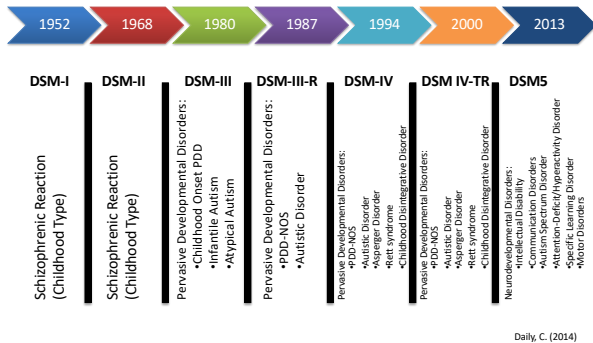 1952
1968
1980
1987
1994
2000
2013
DSM-I
DSM-II
DSM-III
DSM-III-R
DSM-IV
DSM IV-TR
DSM5
Schizophrenic Reaction
(Childhood Type)
Schizophrenic Reaction
(Childhood Type)
Pervasive Developmental Disorders:
•Childhood Onset PDD
•Infantile Autism
•Atypical Autism
Pervasive Developmental Disorders:
•PDD-NOS
•Autistic Disorder
Pervasive Developmental Disorders:
•PDD-NOS
•Autistic Disorder
•Asperger Disorder
•Rett syndrome
•Childhood Disintegrative Disorder
Pervasive Developmental Disorders:
•PDD-NOS
•Autistic Disorder
•Asperger Disorder
•Rett syndrome
•Childhood Disintegrative Disorder
Neurodevelopmental Disorders:
•Intellectual Disability
•Communication Disorders
•Autism Spectrum Disorder
•Attention-Deficit/Hyperactivity Disorder
•Specific Learning Disorder
•Motor Disorders
Daily, C. (2014)